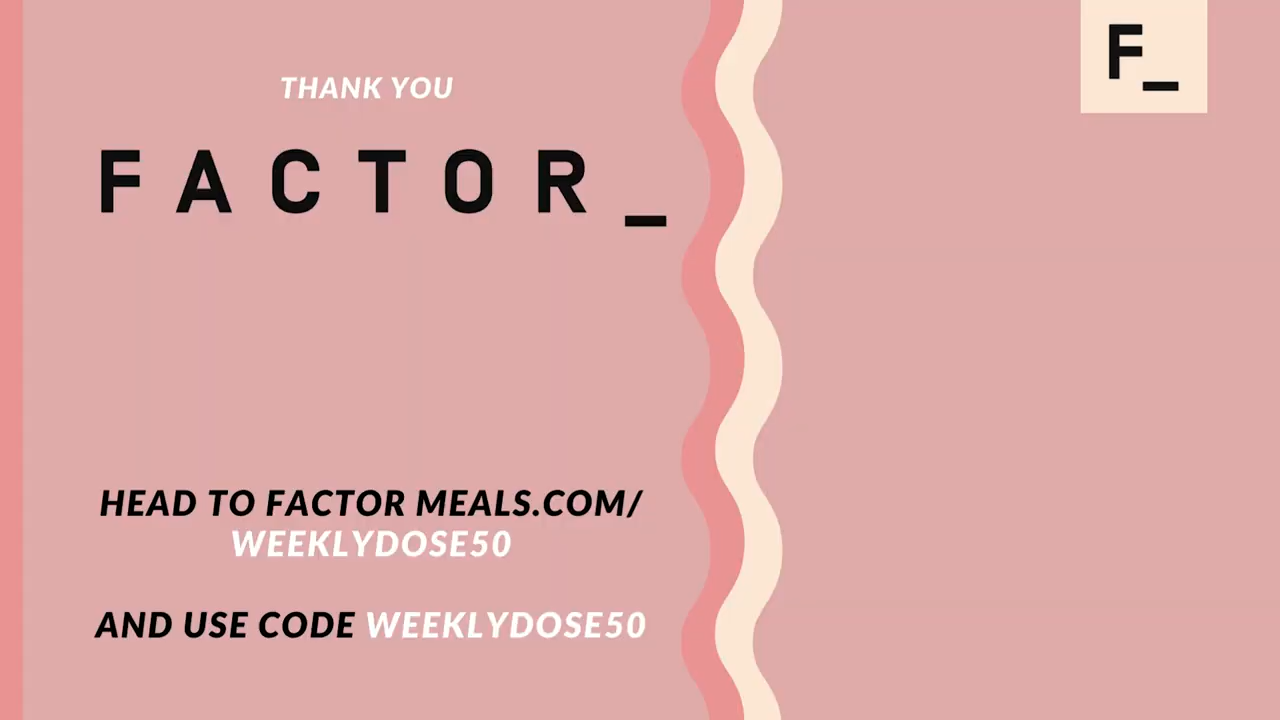 THANK YOU
FACTOR_
HEAD TO FACTOR MEALS.COM/
WEEKLYDOSE50
AND USE CODE WEEKLYDOSE50
F_